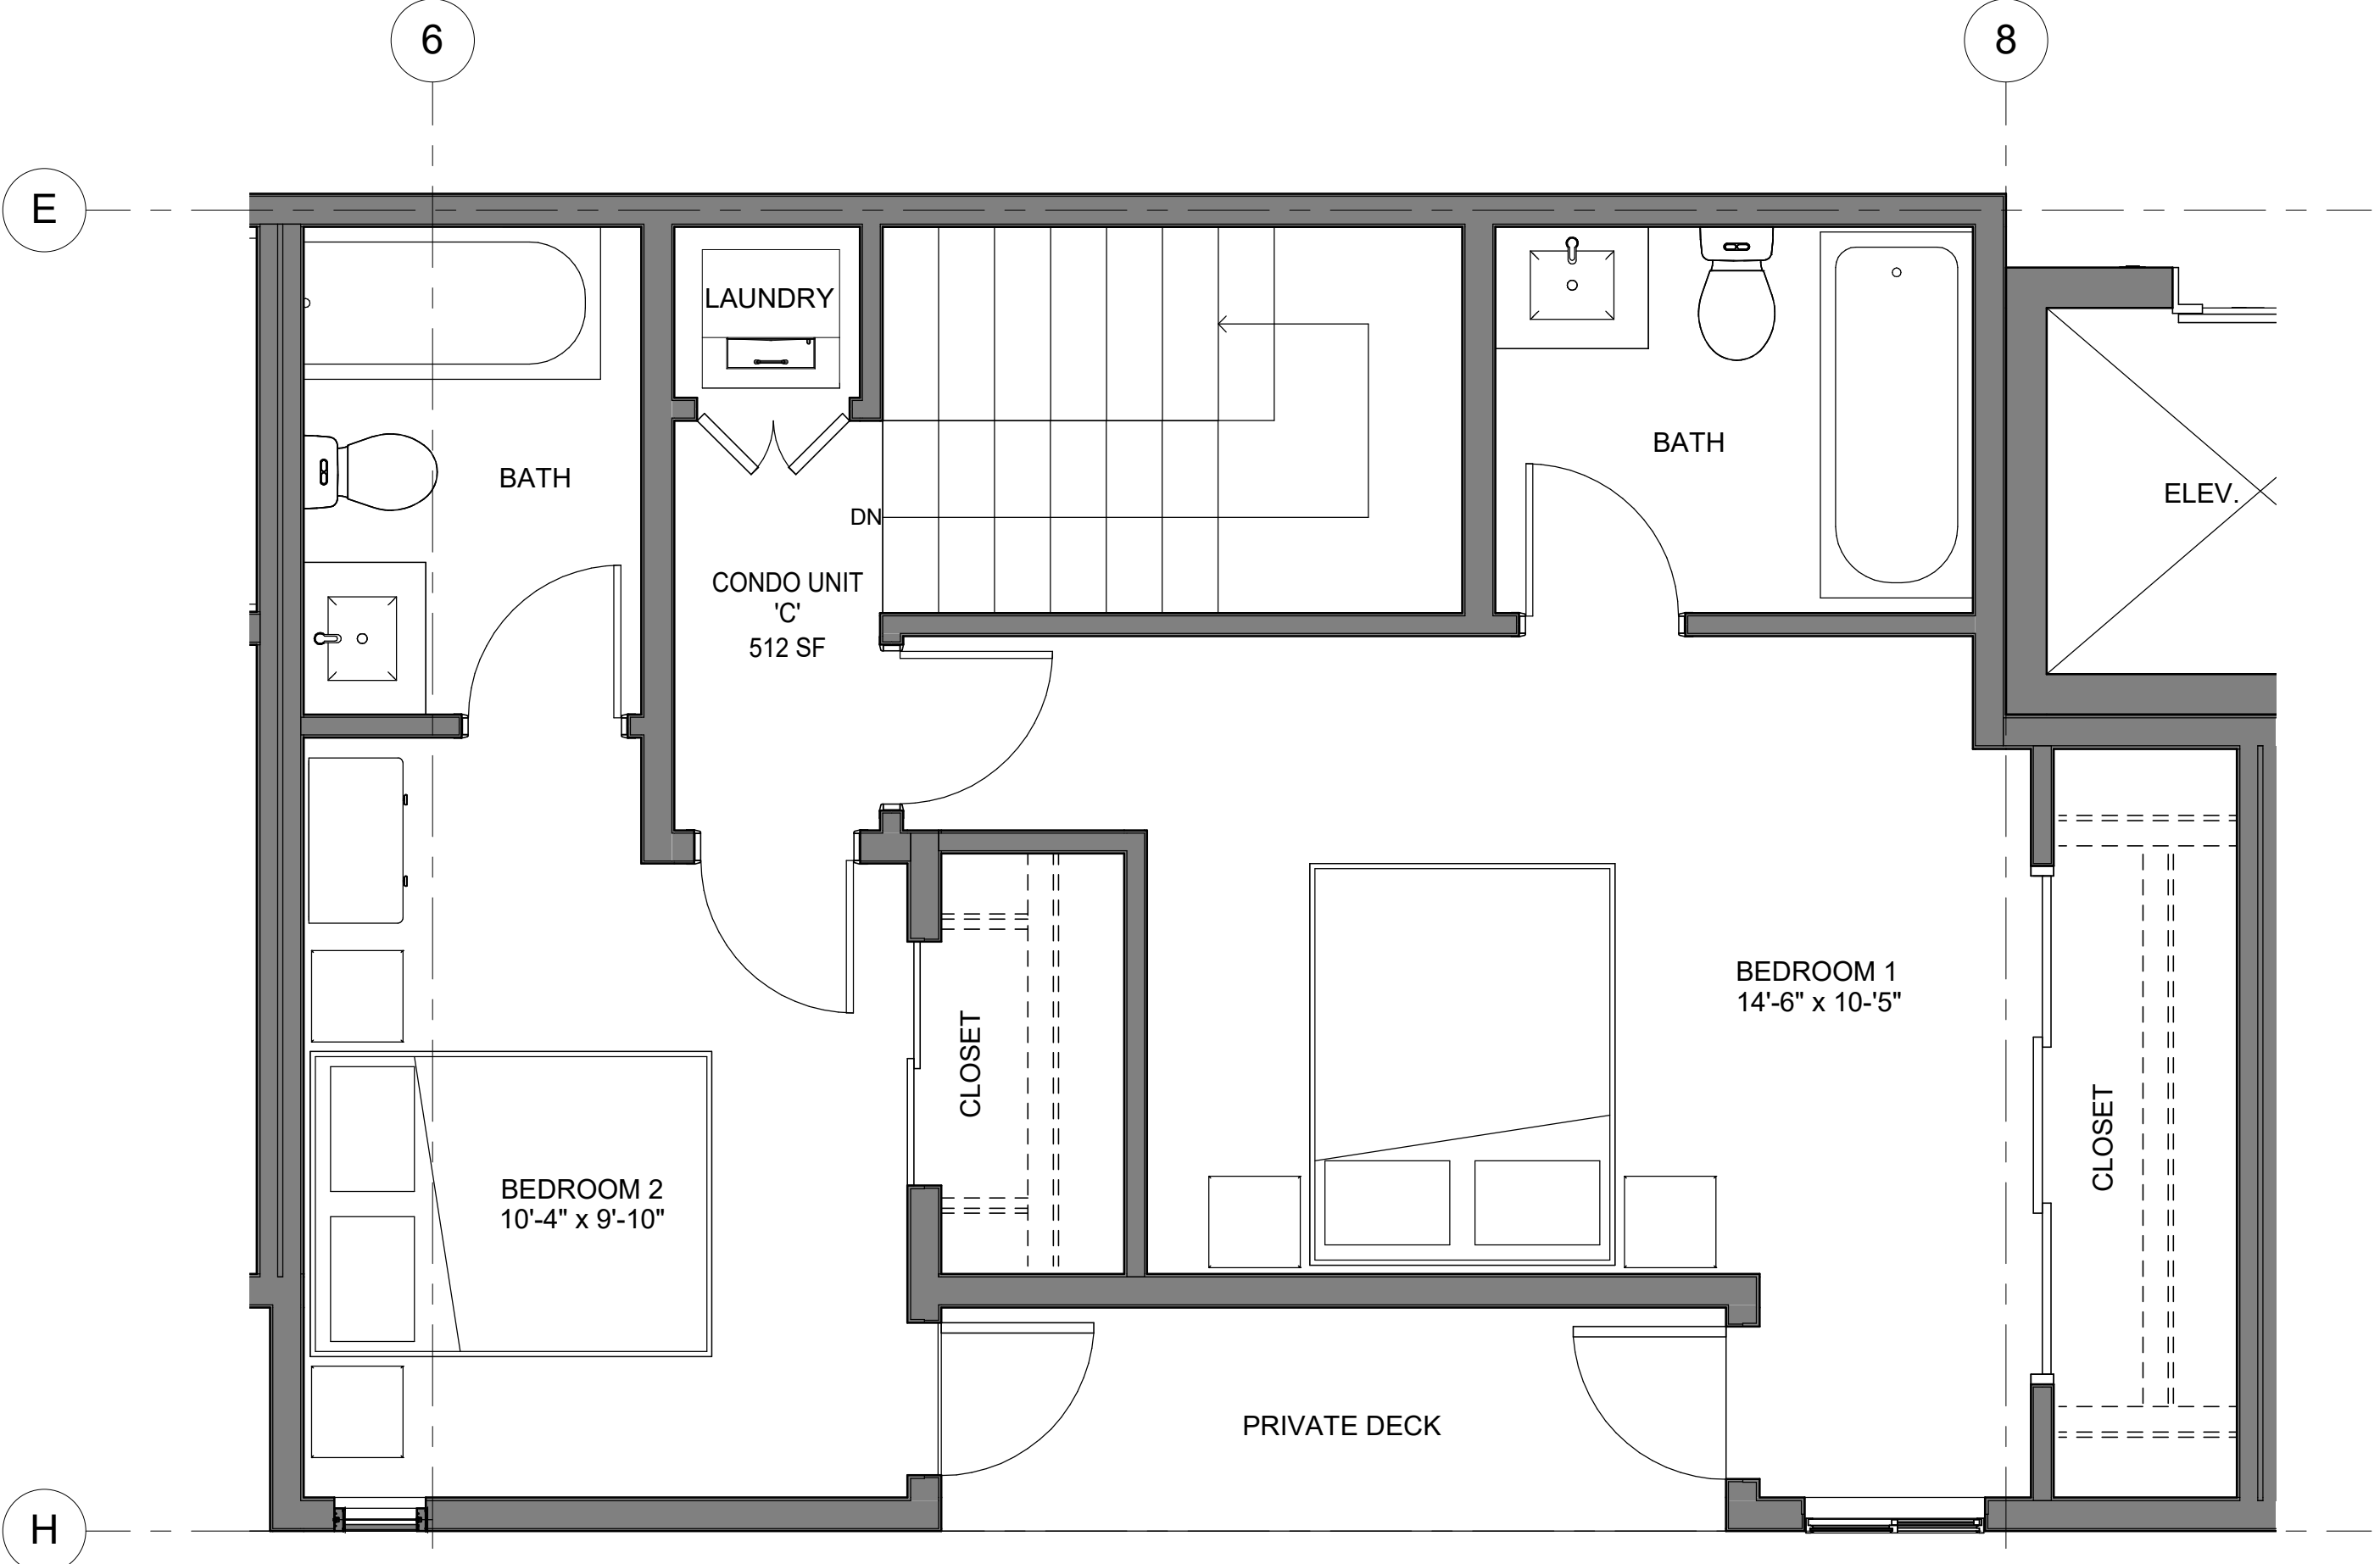 6
8
E
LAUNDRY
BATH
BATH
ELEV.
DN
CONDO UNIT
'C'
512 SF
BEDROOM 1
14'-6" x 10-'5"
CLOSET
CLOSET
BEDROOM 2
10'-4" x 9'-10"
PRIVATE DECK
H